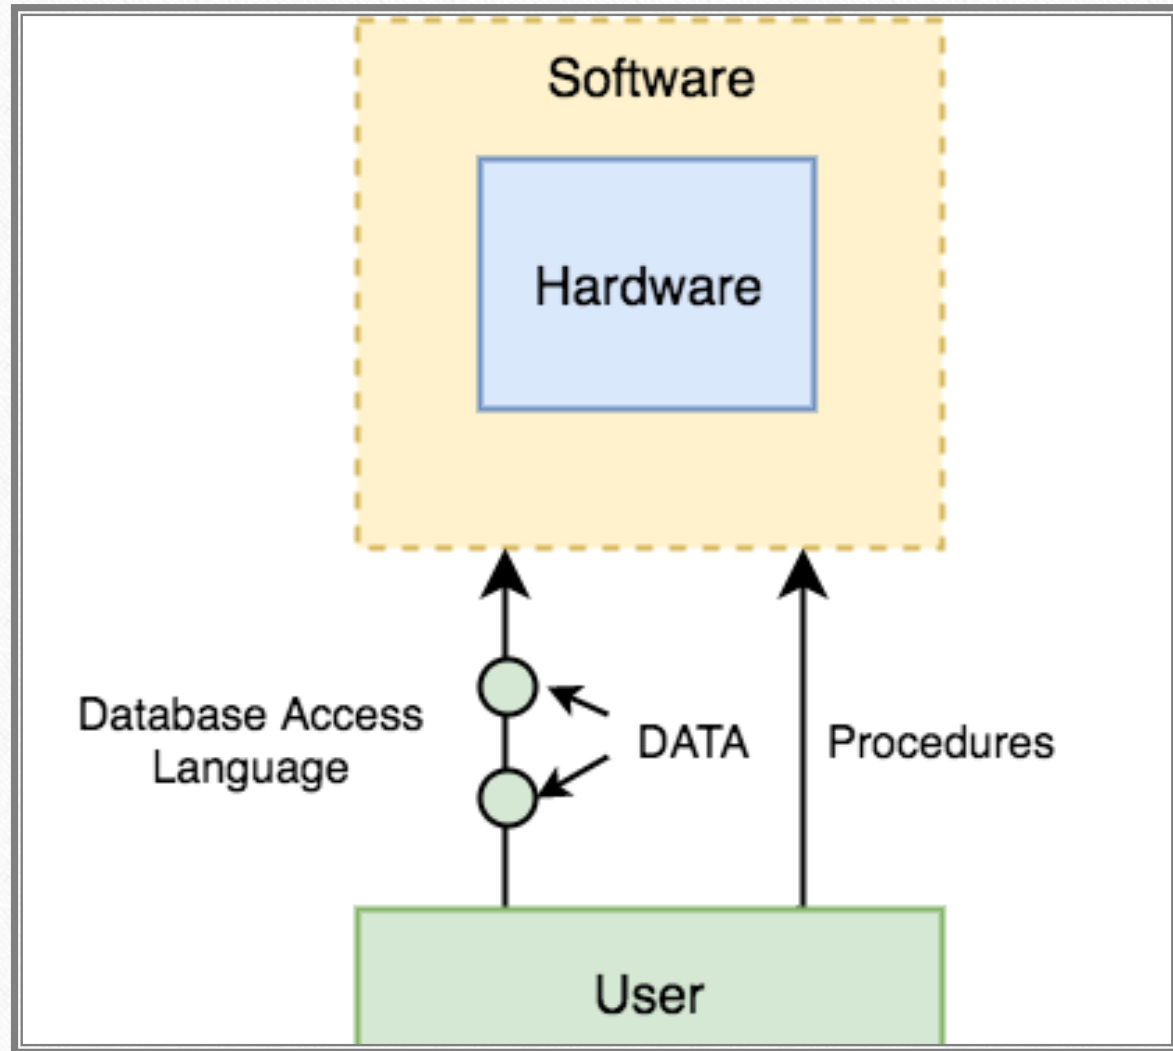 Software
Hardware
Database Access
Language
DATA
Procedures
User